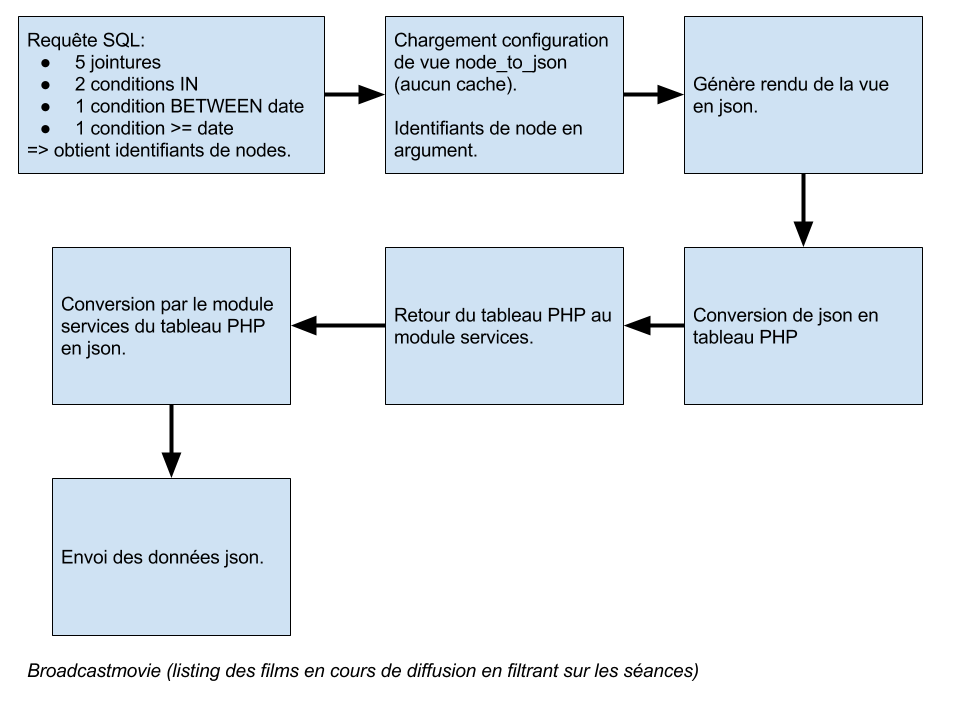 Requête SQL:
● 5 jointures
● 2 conditions IN
● 1 condition BETWEEN date
● 1 condition >= date
=> obtient identifiants de nodes.
Chargement configuration
de vue node_to_json
(aucun cache).
Identifiants de node en
argument.
Génère rendu de la vue
en json.
Conversion de json en
tableau PHP
Retour du tableau PHP au
module services.
Conversion par le module
services du tableau PHP
en json.
Envoi des données json.
Broadcastmovie (listing des films en cours de diffusion en filtrant sur les séances)